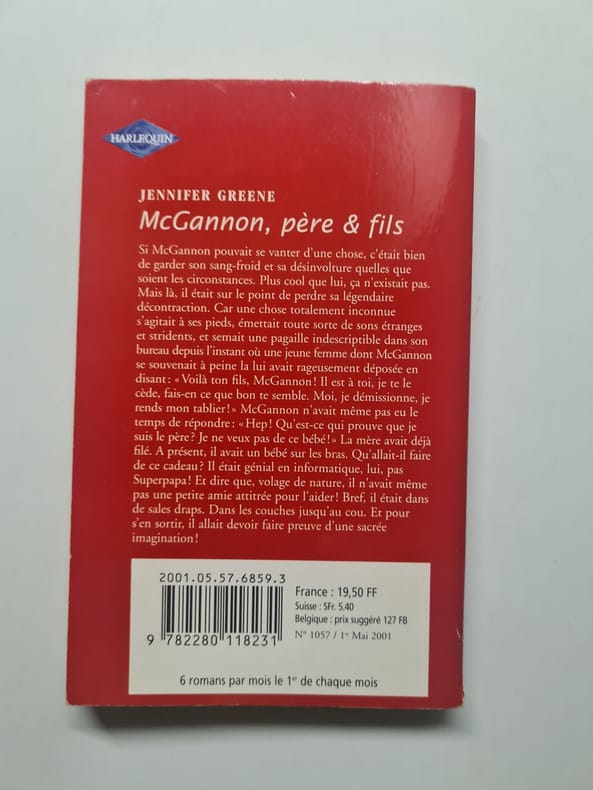 HARLEQUIN
JENNIFER GREENE
McGannon, père & fils
Si McGannon pouvait se vanter d'une chose, c'était bien
de garder son sang-froid et sa désinvolture quelles que
soient les circonstances. Plus cool que lui, ça n'existait pas.
Mais là, il était sur le point de perdre sa légendaire
décontraction. Car une chose totalement inconnue
s'agitait à ses pieds, émettait toute sorte de sons étranges
et stridents, et semait une pagaille indescriptible dans son
bureau depuis l'instant où une jeune femme dont McGannon
se souvenait à peine la lui avait rageusement déposée en
disant : « Voilà ton fils, McGannon ! Il est à toi, je te le
cède, fais-en ce que bon te semble. Moi, je démissionne, je
rends mon tablier ! » McGannon n'avait même pas eu le
temps de répondre : « Hep ! Qu'est-ce qui prouve que je
suis le père ? Je ne veux pas de ce bébé ! » La mère avait déjà
filé. A présent, il avait un bébé sur les bras. Qu'allait-il faire
de ce cadeau ? Il était génial en informatique, lui, pas
Superpapa ! Et dire que, volage de nature, il n'avait même
pas une petite amie attitrée pour l'aider ! Bref, il était dans
de sales draps. Dans les couches jusqu'au cou. Et pour
s'en sortir, il allait devoir faire preuve d'une sacrée
imagination !
2001.05.57.6859.3
9 782280 118231
France : 19,50 FF
Suisse : SFr. 5.40
Belgique : prix suggéré 127 FB
N° 1057 / 1er Mai 2001
6 romans par mois le 1er de chaque mois